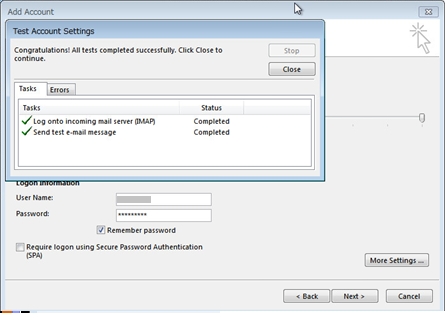 Add Account
Test Account Settings
Congratulations! All tests completed successfully. Click Close to
continue.
Stop
Close
Tasks Errors
Tasks Status
Log onto incoming mail server (IMAP) Completed
Send test e-mail message Completed
Logon Information
User Name:
Password: *********
Remember password
Require logon using Secure Password Authentication
(SPA)
More Settings ...
< Back Next > Cancel